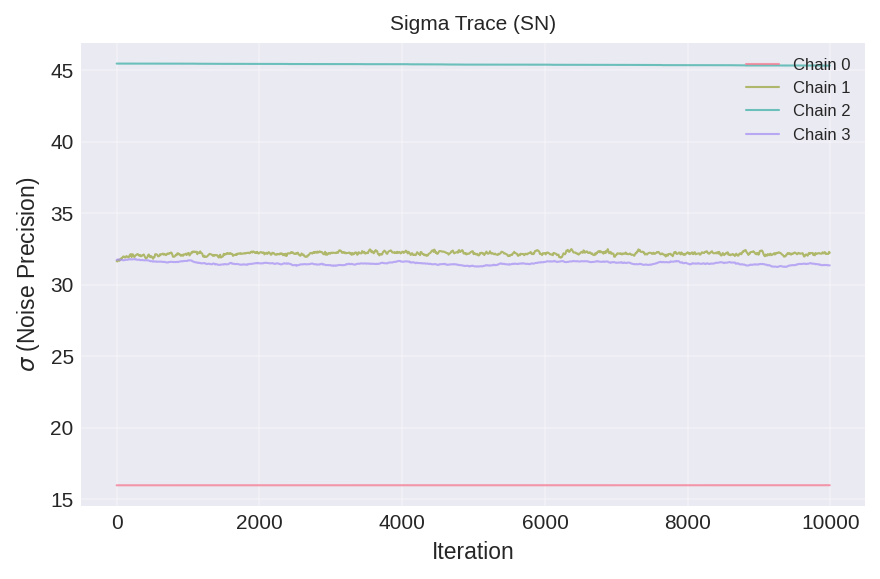 Sigma Trace (SN)
σ (Noise Precision)
45
40
35
30
25
20
15
Chain 0
Chain 1
Chain 2
Chain 3
0 2000 4000 6000 8000 10000
Iteration